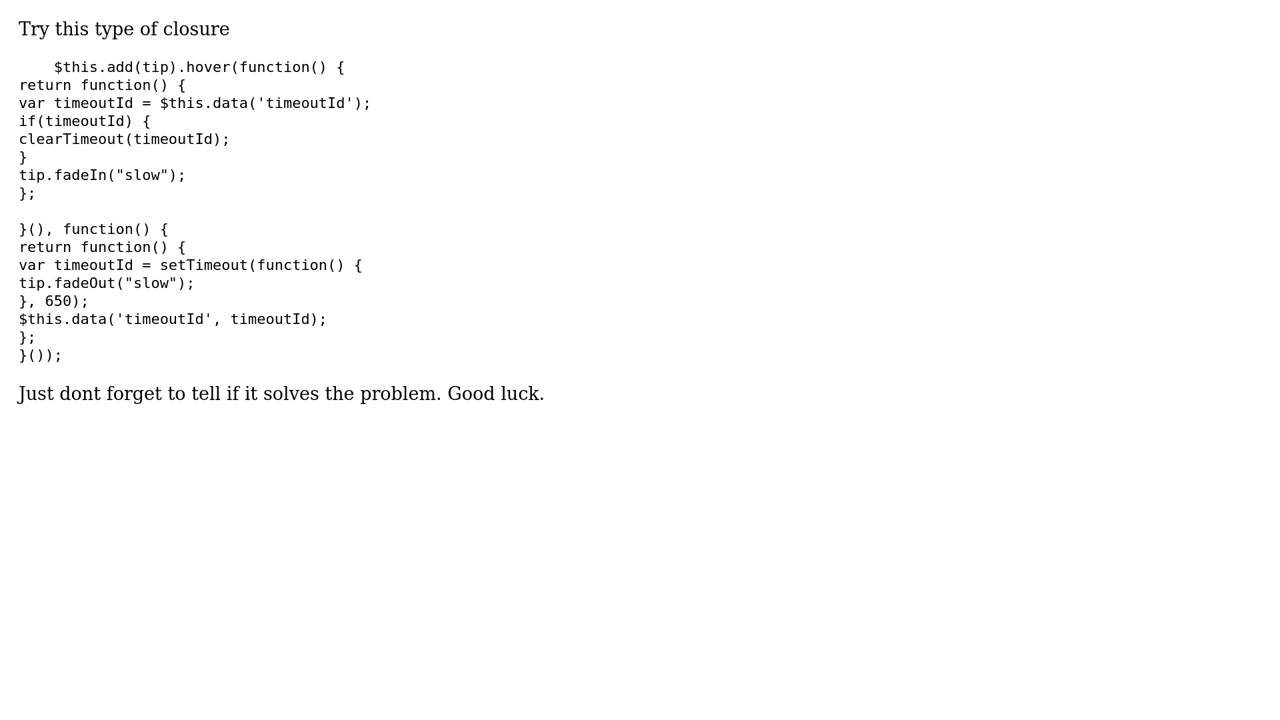 Try this type of closure
    $this.add(tip).hover(function() {
return function() {
var timeoutId = $this.data('timeoutId');
if(timeoutId) {
clearTimeout(timeoutId);
}
tip.fadeIn("slow");
};

}(), function() {
return function() {
var timeoutId = setTimeout(function() {
tip.fadeOut("slow");
}, 650);
$this.data('timeoutId', timeoutId);
};
}());
Just dont forget to tell if it solves the problem. Good luck.